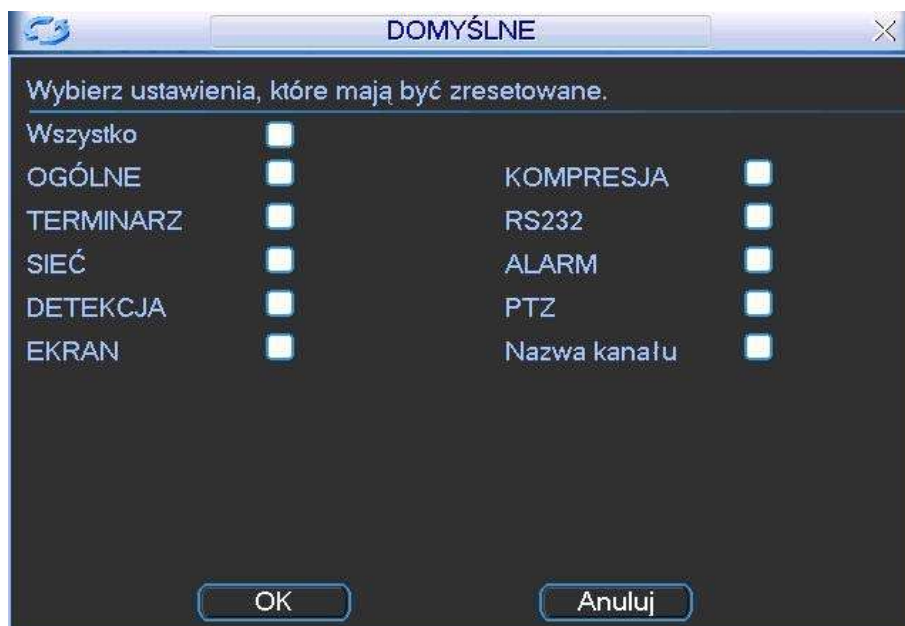 DOMYŚLNE
Wybierz ustawienia, które mają być zresetowane.
Wszystko
OGÓLNE KOMPRESJA
TERMINARZ RS232
SIEĆ ALARM
DETEKCJA PTZ
EKRAN Nazwa kanału
OK Anuluj